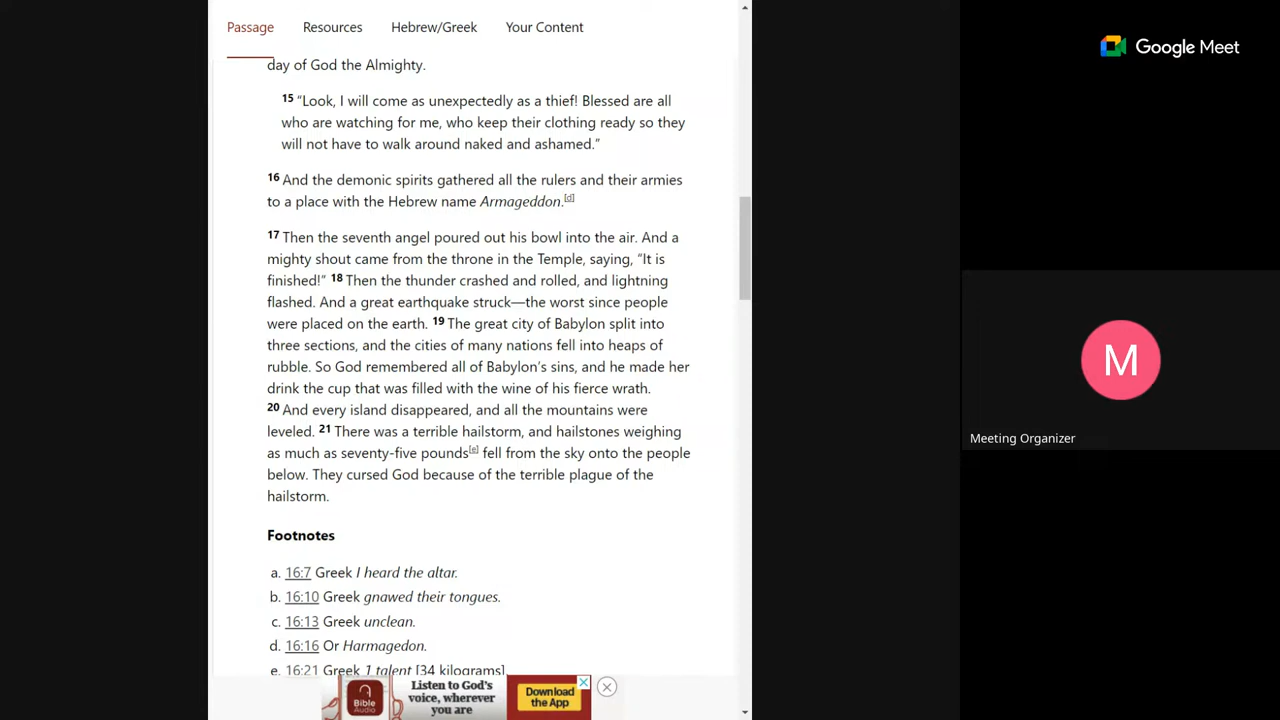 Passage
Resources
Hebrew/Greek
Your Content
day of God the Almighty.
15 “Look, I will come as unexpectedly as a thief! Blessed are all
who are watching for me, who keep their clothing ready so they
will not have to walk around naked and ashamed.”
16 And the demonic spirits gathered all the rulers and their armies
to a place with the Hebrew name Armageddon.[d]
17 Then the seventh angel poured out his bowl into the air. And a
mighty shout came from the throne in the Temple, saying, “It is
finished!” 18 Then the thunder crashed and rolled, and lightning
flashed. And a great earthquake struck—the worst since people
were placed on the earth. 19 The great city of Babylon split into
three sections, and the cities of many nations fell into heaps of
rubble. So God remembered all of Babylon’s sins, and he made her
drink the cup that was filled with the wine of his fierce wrath.
20 And every island disappeared, and all the mountains were
leveled. 21 There was a terrible hailstorm, and hailstones weighing
as much as seventy-five pounds[e] fell from the sky onto the people
below. They cursed God because of the terrible plague of the
hailstorm.
Footnotes
a. 16:7 Greek I heard the altar.
b. 16:10 Greek gnawed their tongues.
c. 16:13 Greek unclean.
d. 16:16 Or Harmagedon.
e. 16:21 Greek 1 talent [34 kilograms]
Bible
Audio
Listen to God's
voice, wherever
you are
Download
the App
Google Meet
M
Meeting Organizer